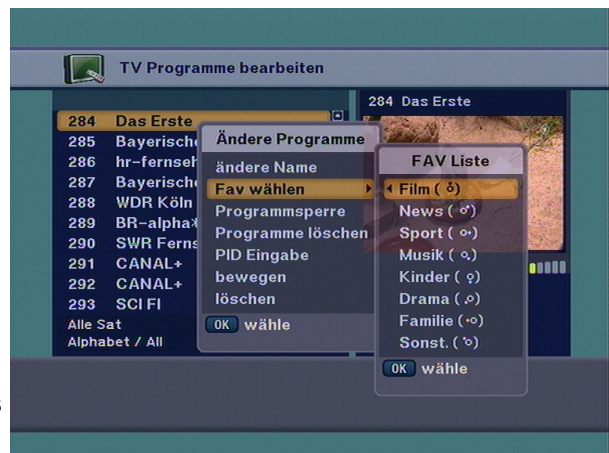 TV Programme bearbeiten
284 Das Erste
284 Das Erste
285 Bayerische
286 hr-fernseh
287 Bayerische
288 WDR Köln
289 BR-alpha*
290 SWR Ferns
291 CANAL+
292 CANAL+
293 SCI FI
Alle Sat
Alphabet / All
Ändere Programme
ändere Name
Fav wählen
Programmsperre
Programme löschen
PID Eingabe
bewegen
löschen
OK wähle
FAV Liste
Film ( )
News ( )
Sport ( )
Musik ( )
Kinder ( )
Drama ( )
Familie ( )
Sonst. ( )
OK wähle